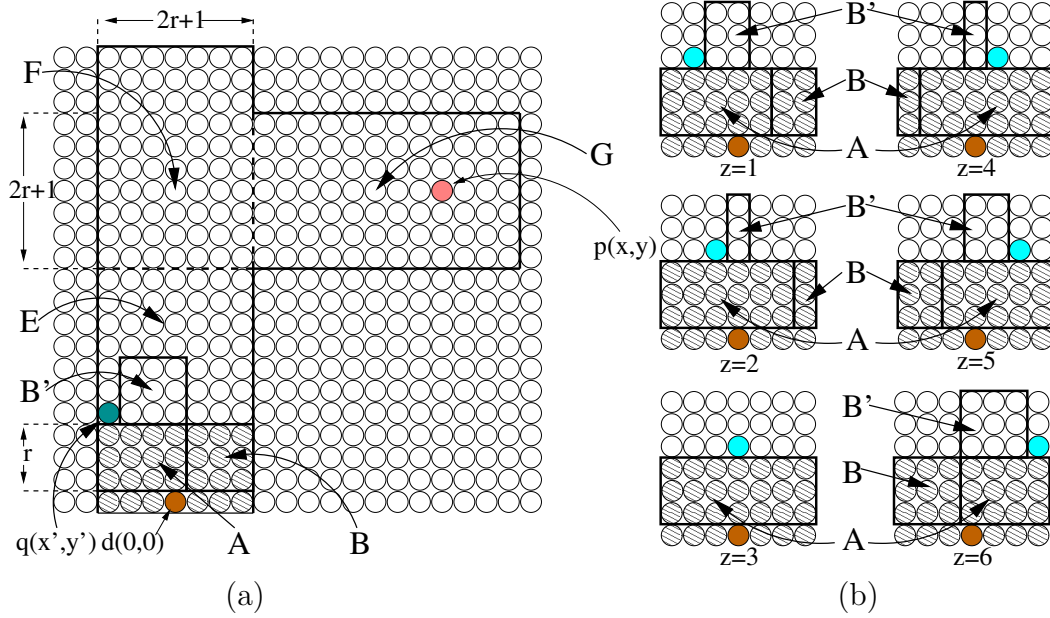 2r+1
F
2r+1
G
p(x,y)
E
B'
r
q(x',y') d(0,0)
A
B
(a)
B'
B
A
z=1
z=4
B'
B
A
z=2
z=5
B'
B
A
z=3
z=6
(b)